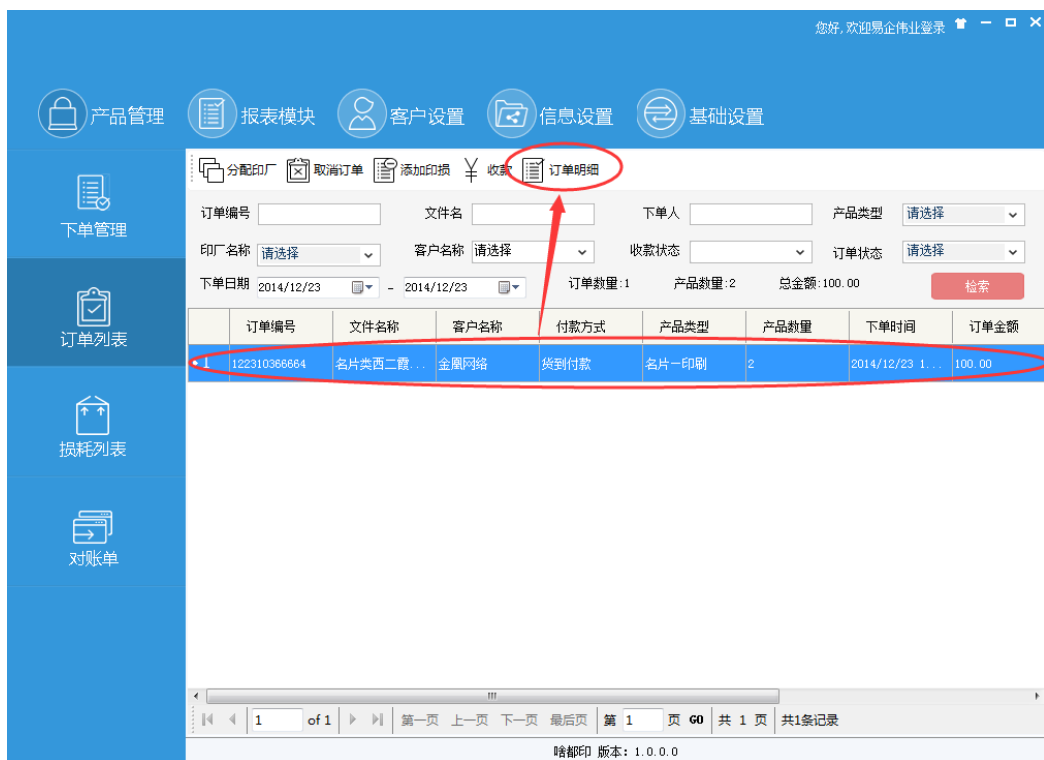 您好,欢迎易企伟业登录
产品管理 报表模块 客户设置 信息设置 基础设置
分配印厂 取消订单 添加印损 收款 订单明细
下单管理
订单列表
损耗列表
对账单
订单编号 文件名 下单人 产品类型 请选择
印厂名称 请选择 客户名称 请选择 收款状态 订单状态 请选择
下单日期 2014/12/23 - 2014/12/23 订单数量:1 产品数量:2 总金额:100.00 检索
订单编号 文件名称 客户名称 付款方式 产品类型 产品数量 下单时间 订单金额
1 122310366664 名片类西二霞... 金凰网络 货到付款 名片一印刷 2 2014/12/23 1... 100.00
1 of 1 第一页 上一页 下一页 最后页 第 1 页 GO 共 1 页 共1条记录
啥都印 版本: 1.0.0.0